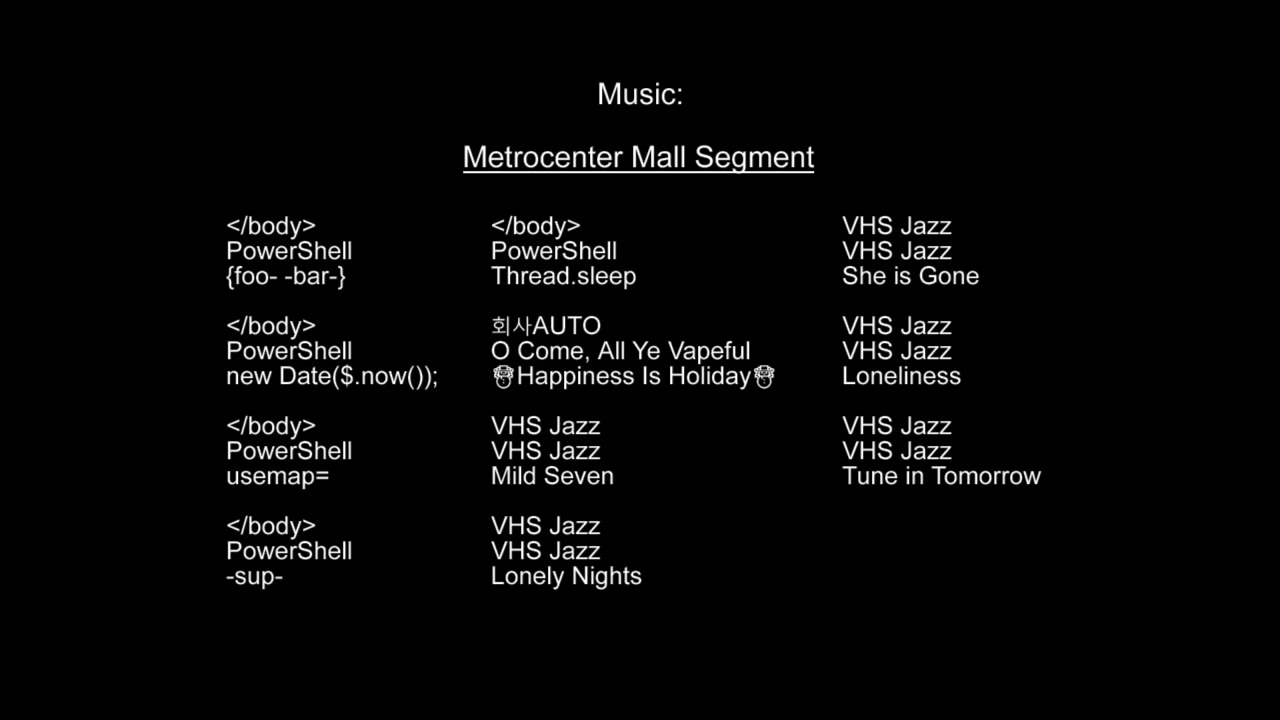 Music:
Metrocenter Mall Segment
</body>
PowerShell
{foo- -bar-}
</body>
PowerShell
new Date($.now());
</body>
PowerShell
usemap=
</body>
PowerShell
-sup-
</body>
PowerShell
Thread.sleep
회사AUTO
O Come, All Ye Vapeful
☃Happiness Is Holiday☃
VHS Jazz
VHS Jazz
Mild Seven
VHS Jazz
VHS Jazz
Lonely Nights
VHS Jazz
VHS Jazz
She is Gone
VHS Jazz
VHS Jazz
Loneliness
VHS Jazz
VHS Jazz
Tune in Tomorrow